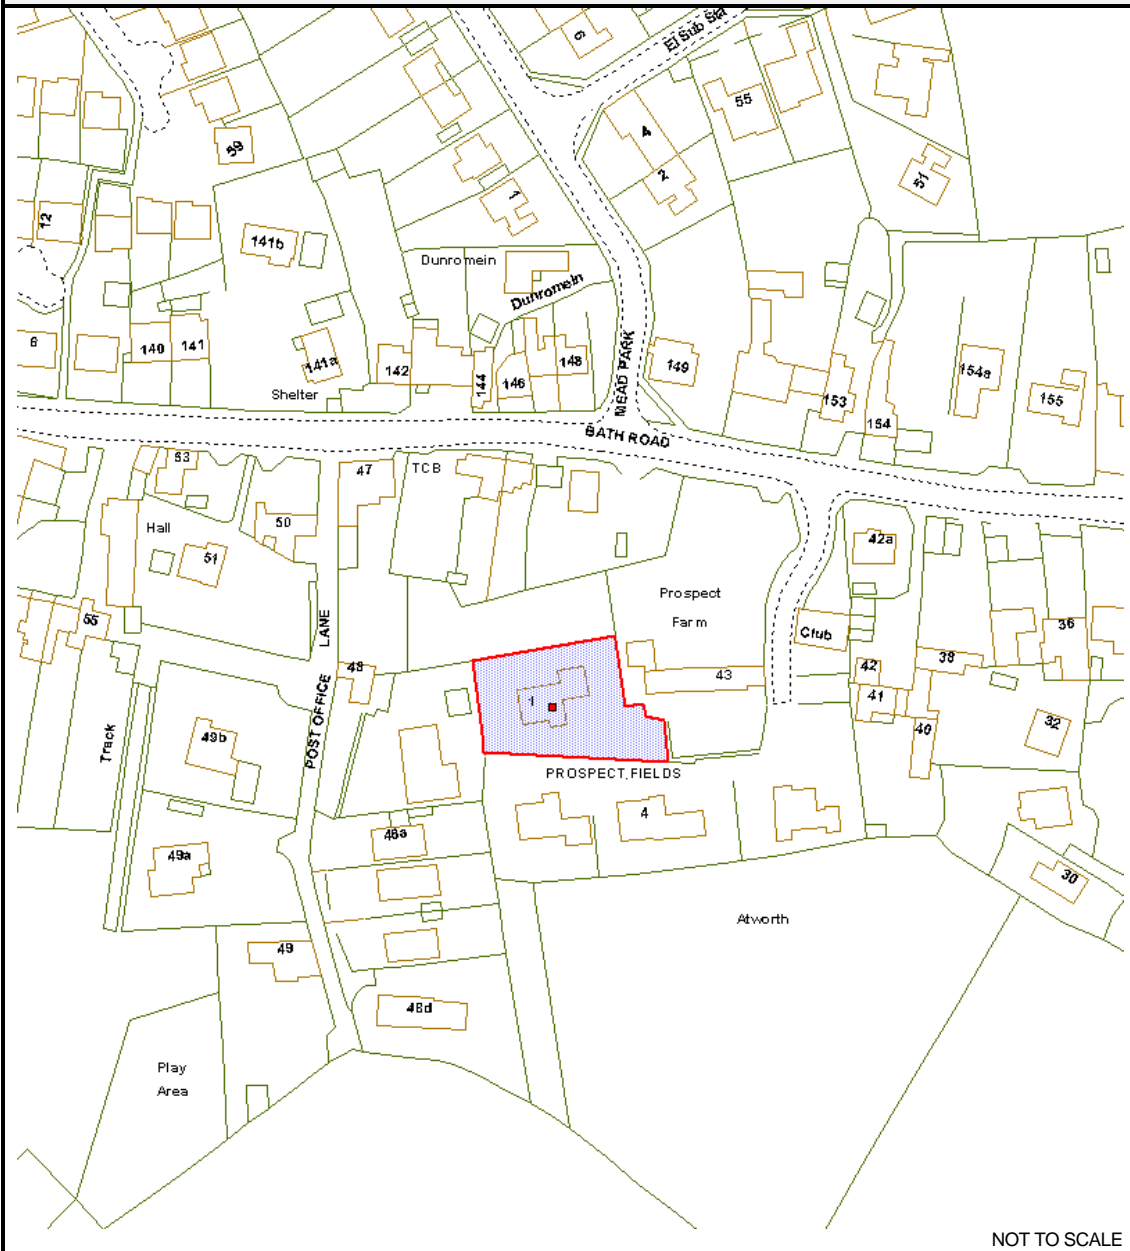 El Sub Sta
6
55
59
4
2
51
1
12
141b
Dunromein
Dunromein
6
140
141
141a
142
144
146
148
MEAD PARK
149
153
154
154a
155
Shelter
BATH ROAD
53
47
TCB
50
Hall
51
42a
Prospect
Farm
55
LANE
Club
36
48
43
42
38
1
41
49b
POST OFFICE
40
32
Track
PROSPECT FIELDS
4
48a
49a
30
Atworth
49
48d
Play
Area
NOT TO SCALE